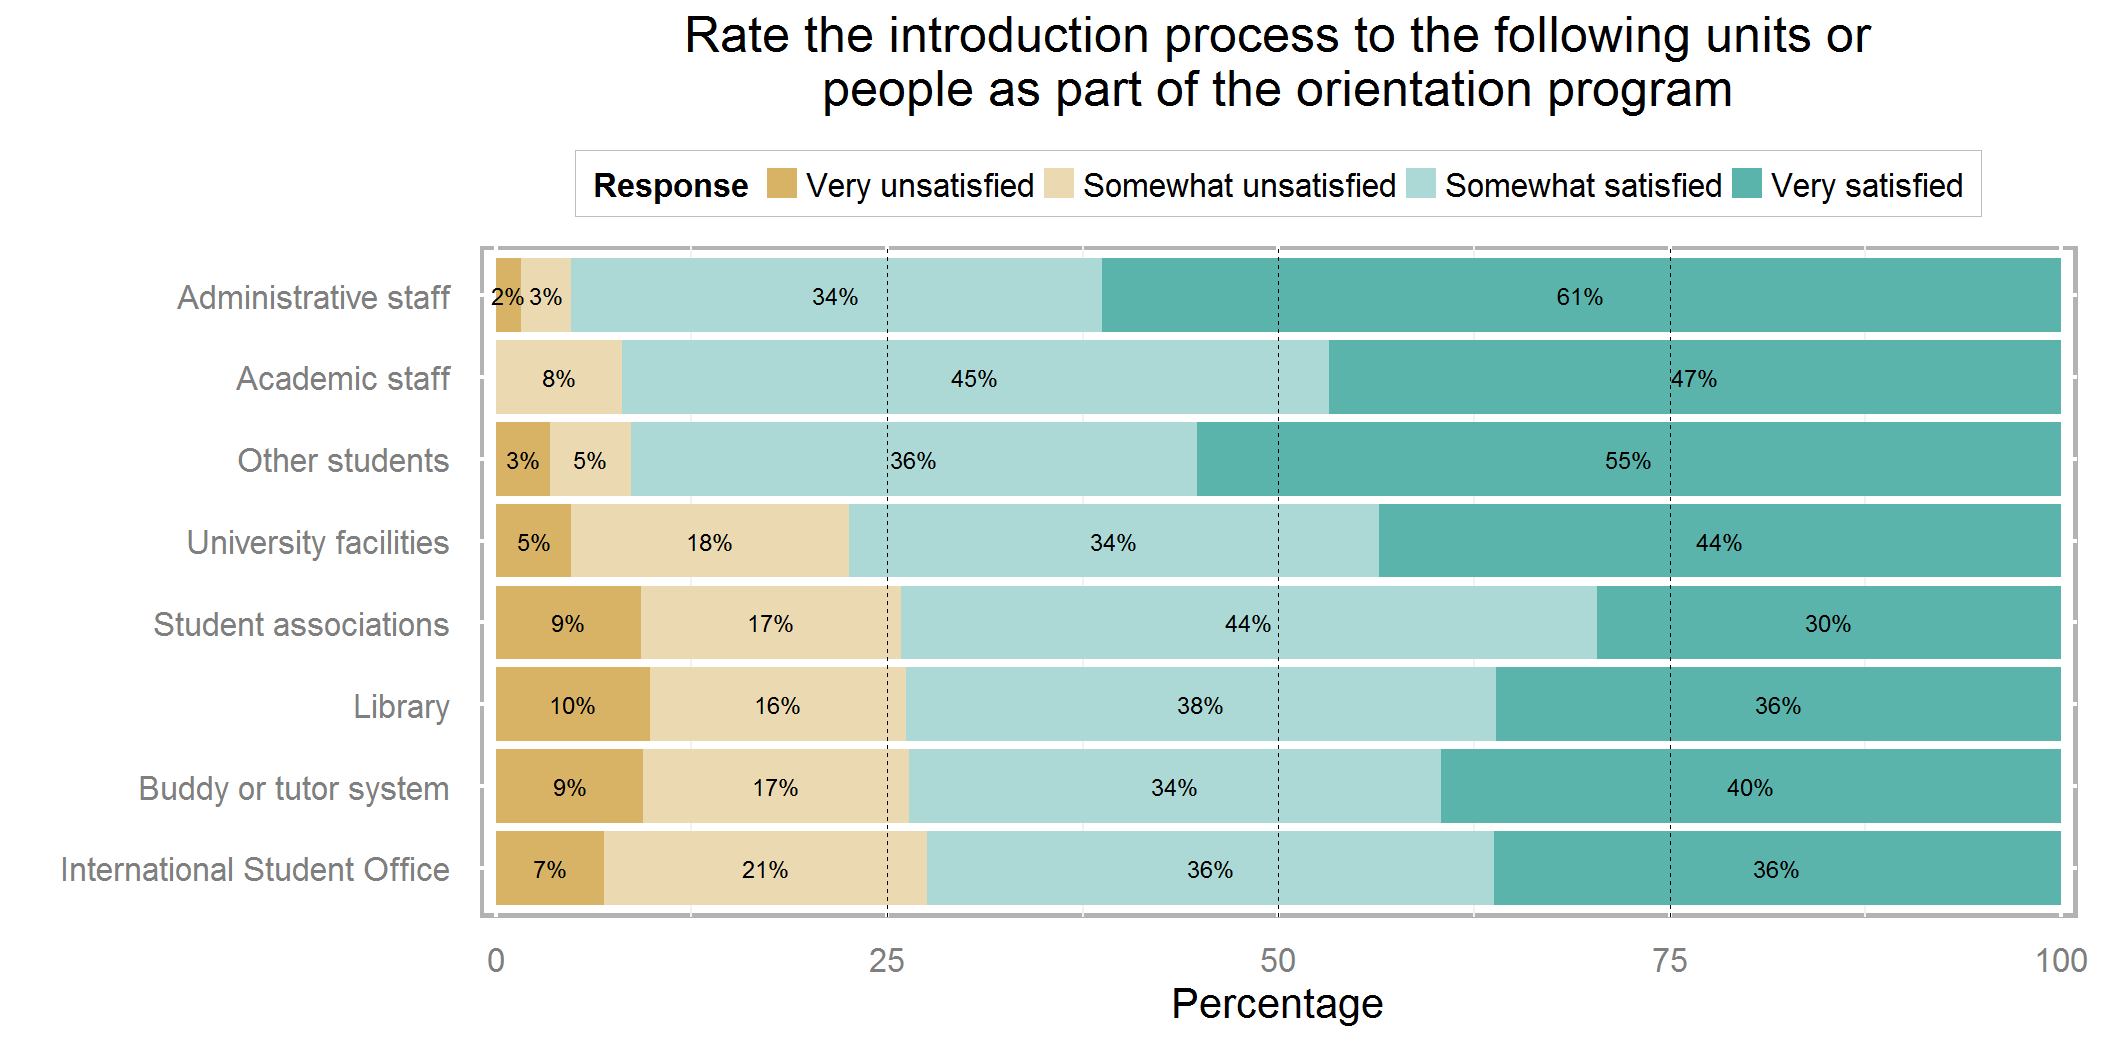 Rate the introduction process to the following units or
people as part of the orientation program
Response Very unsatisfied Somewhat unsatisfied Somewhat satisfied Very satisfied
Administrative staff 2% 3% 34% 61%
Academic staff 8% 45% 47%
Other students 3% 5% 36% 55%
University facilities 5% 18% 34% 44%
Student associations 9% 17% 44% 30%
Library 10% 16% 38% 36%
Buddy or tutor system 9% 17% 34% 40%
International Student Office 7% 21% 36% 36%
0 25 50 75 100
Percentage